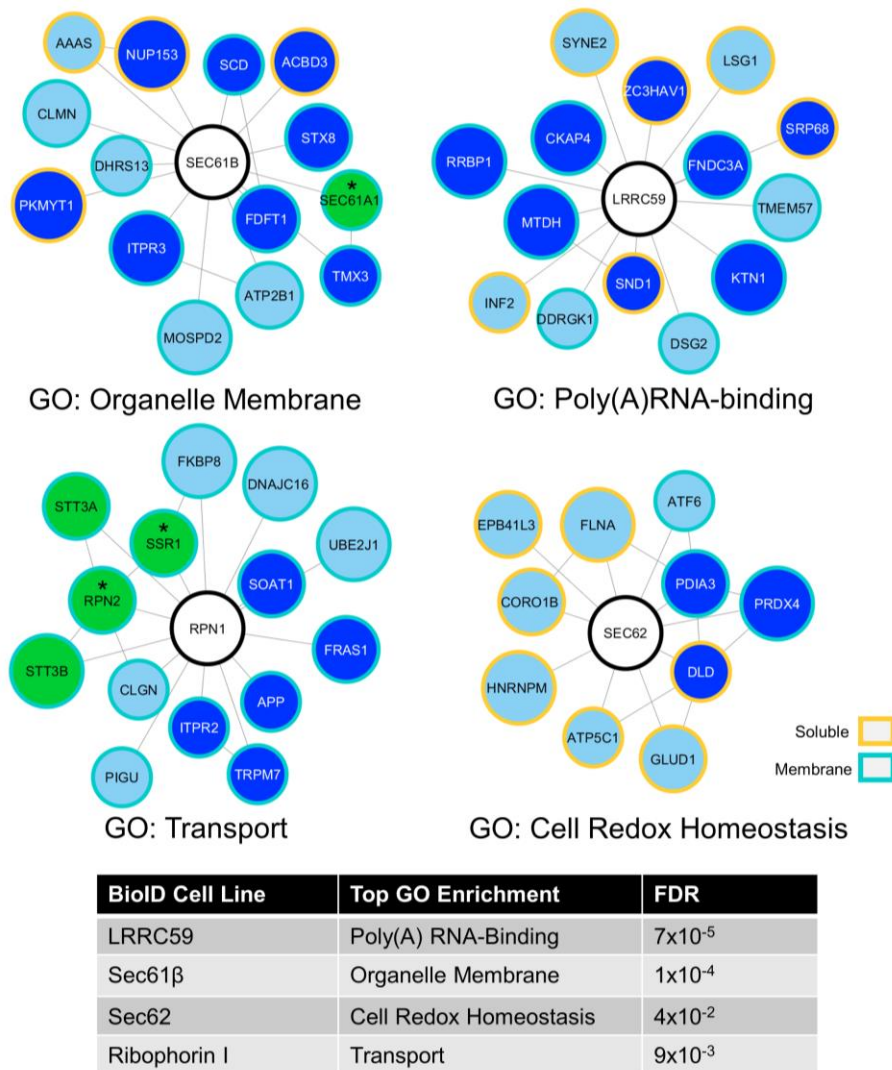 AAAS
NUP153
SCD
ACBD3
CLMN
STX8
DHRS13
SEC61B
*
SEC61A1
PKMYT1
FDFT1
ITPR3
TMX3
ATP2B1
MOSPD2
GO: Organelle Membrane
SYNE2
LSG1
ZC3HAV1
SRP68
CKAP4
RRBP1
FNDC3A
LRRC59
TMEM57
MTDH
KTN1
SND1
INF2
DDRGK1
DSG2
GO: Poly(A)RNA-binding
FKBP8
DNAJC16
STT3A
*
SSR1
UBE2J1
SOAT1
*
RPN2
RPN1
FRAS1
STT3B
CLGN
APP
ITPR2
PIGU
TRPM7
GO: Transport
ATF6
EPB41L3
FLNA
PDIA3
CORO1B
PRDX4
SEC62
DLD
HNRNPM
ATP5C1
GLUD1
Soluble
Membrane
GO: Cell Redox Homeostasis
BioID Cell Line Top GO Enrichment FDR
LRRC59 Poly(A) RNA-Binding 7x10⁻⁵
Sec61β Organelle Membrane 1x10⁻⁴
Sec62 Cell Redox Homeostasis 4x10⁻²
Ribophorin I Transport 9x10⁻³